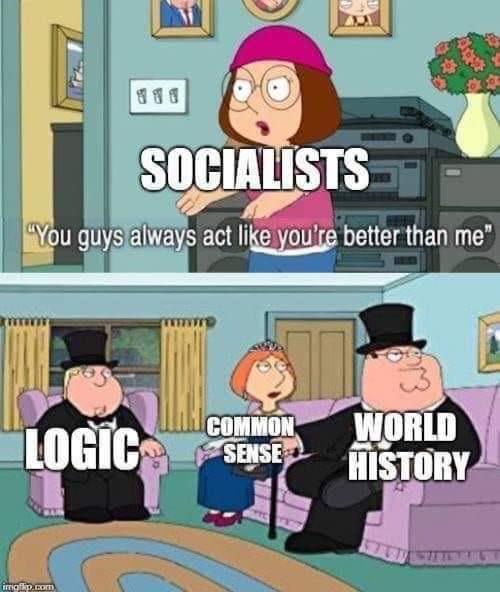 SOCIALISTS
"You guys always act like you're better than me"
LOGIC
COMMON
SENSE
WORLD
HISTORY
imgflip.com